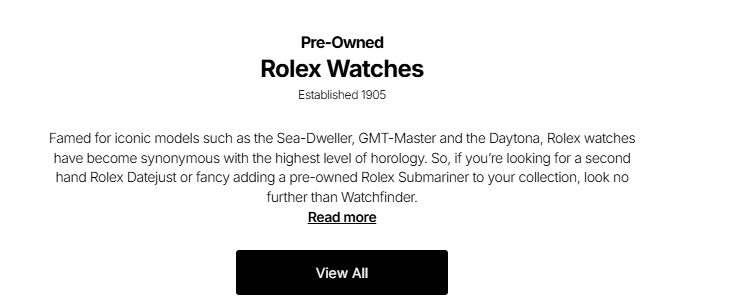 Pre-Owned
Rolex Watches
Established 1905
Famed for iconic models such as the Sea-Dweller, GMT-Master and the Daytona, Rolex watches
have become synonymous with the highest level of horology. So, if you're looking for a second
hand Rolex Datejust or fancy adding a pre-owned Rolex Submariner to your collection, look no
further than Watchfinder.
Read more
View All